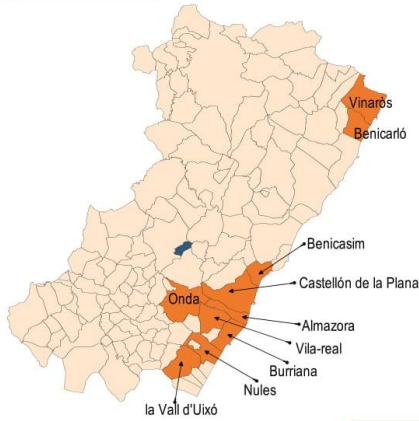 Vinaròs
Benicarló
Benicasim
Castellón de la Plana
Onda
Almazora
Vila-real
Burriana
Nules
la Vall d'Uixó